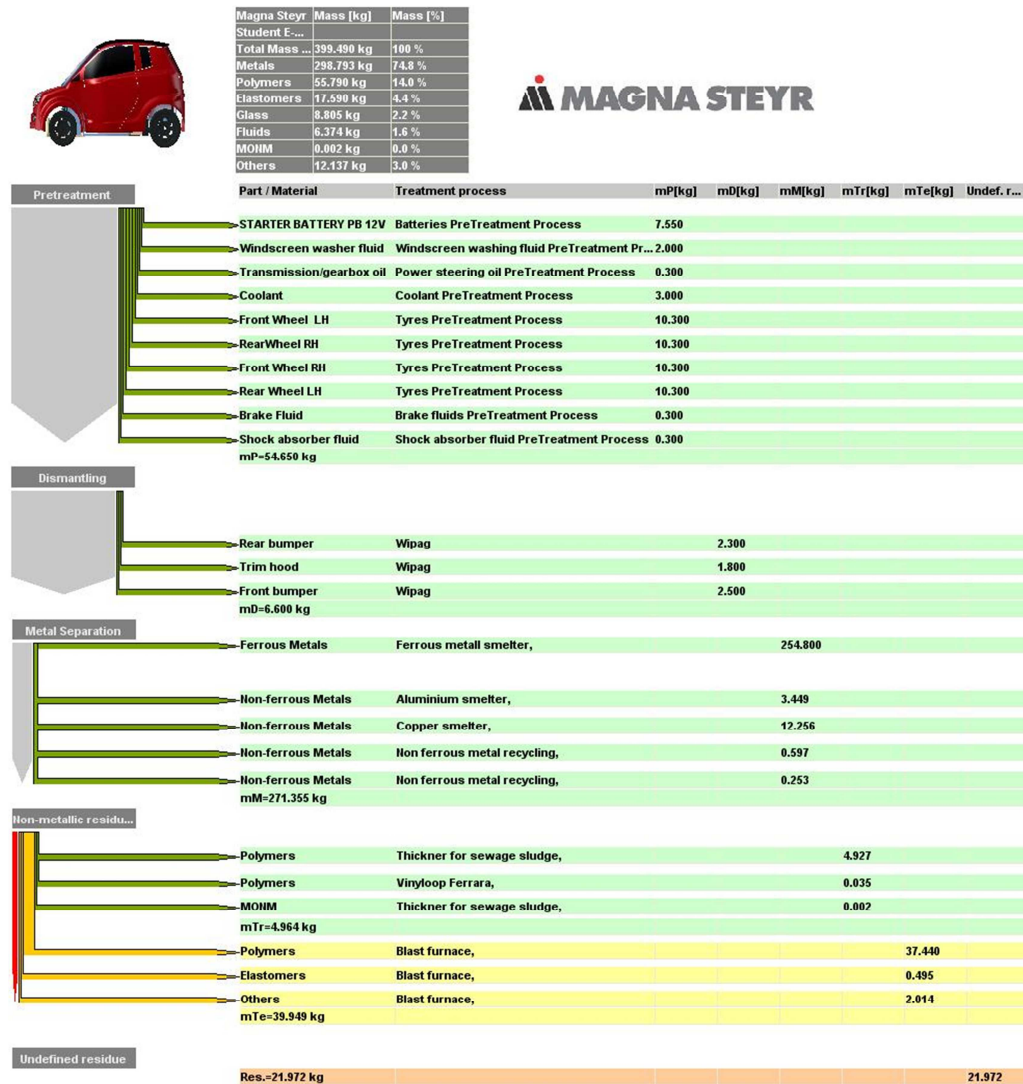 Magna Steyr Mass [kg] Mass [%]
Student E-...
Total Mass ... 399.490 kg 100 %
Metals 298.793 kg 74.8 %
Polymers 55.790 kg 14.0 %
Elastomers 17.590 kg 4.4 %
Glass 8.805 kg 2.2 %
Fluids 6.374 kg 1.6 %
MONM 0.002 kg 0.0 %
Others 12.137 kg 3.0 %
MAGNA STEYR
Pretreatment Part / Material Treatment process mP[kg] mD[kg] mM[kg] mTr[kg] mTe[kg] Undef. r...
STARTER BATTERY PB 12V Batteries PreTreatment Process 7.550
Windscreen washer fluid Windscreen washing fluid PreTreatment Pr... 2.000
Transmission/gearbox oil Power steering oil PreTreatment Process 0.300
Coolant Coolant PreTreatment Process 3.000
Front Wheel LH Tyres PreTreatment Process 10.300
RearWheel RH Tyres PreTreatment Process 10.300
Front Wheel RH Tyres PreTreatment Process 10.300
Rear Wheel LH Tyres PreTreatment Process 10.300
Brake Fluid Brake fluids PreTreatment Process 0.300
Shock absorber fluid Shock absorber fluid PreTreatment Process 0.300
mP=54.650 kg
Dismantling
Rear bumper Wipag 2.300
Trim hood Wipag 1.800
Front bumper Wipag 2.500
mD=6.600 kg
Metal Separation
Ferrous Metals Ferrous metall smelter, 254.800
Non-ferrous Metals Aluminium smelter, 3.449
Non-ferrous Metals Copper smelter, 12.256
Non-ferrous Metals Non ferrous metal recycling, 0.597
Non-ferrous Metals Non ferrous metal recycling, 0.253
mM=271.355 kg
Non-metallic residu...
Polymers Thickner for sewage sludge, 4.927
Polymers Vinyloop Ferrara, 0.035
MONM Thickner for sewage sludge, 0.002
mTr=4.964 kg
Polymers Blast furnace, 37.440
Elastomers Blast furnace, 0.495
Others Blast furnace, 2.014
mTe=39.949 kg
Undefined residue
Res.=21.972 kg 21.972